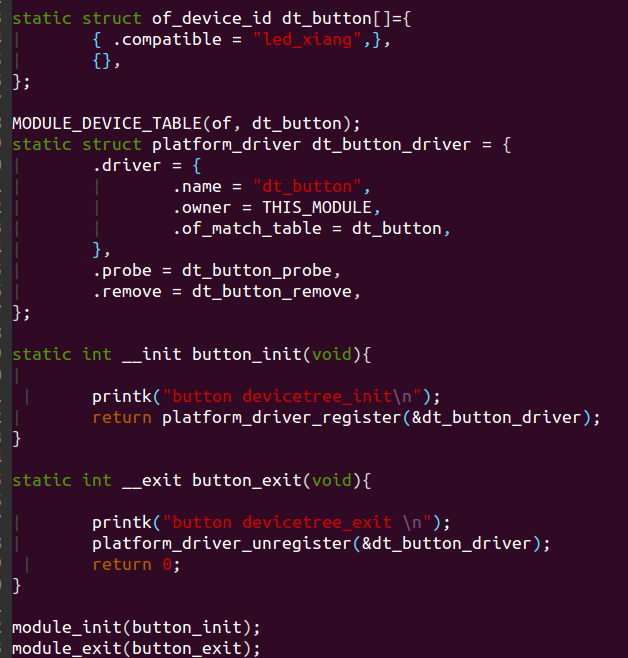 static struct of_device_id dt_button[]={
{ .compatible = "led_xiang",},
{},
};
MODULE_DEVICE_TABLE(of, dt_button);
static struct platform_driver dt_button_driver = {
.driver = {
.name = "dt_button",
.owner = THIS_MODULE,
.of_match_table = dt_button,
},
.probe = dt_button_probe,
.remove = dt_button_remove,
};
static int __init button_init(void){
printk("button devicetree_init\n");
return platform_driver_register(&dt_button_driver);
}
static int __exit button_exit(void){
printk("button devicetree_exit \n");
platform_driver_unregister(&dt_button_driver);
return 0;
}
module_init(button_init);
module_exit(button_exit);